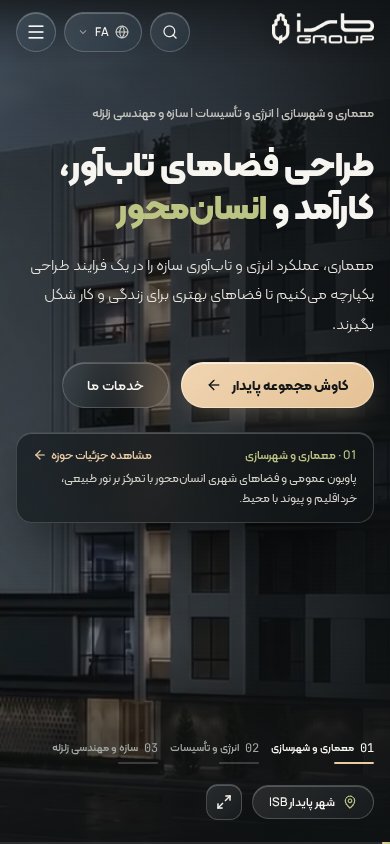 isb
GROUP
FA
معماری و شهرسازی | انرژی و تأسیسات | سازه و مهندسی زلزله
طراحی فضاهای تاب‌آور،
کارآمد و انسان‌محور
معماری، عملکرد انرژی و تاب‌آوری سازه را در یک فرایند طراحی
یکپارچه می‌کنیم تا فضاهای بهتری برای زندگی و کار شکل
بگیرند.
کاوش مجموعه پایدار ←
خدمات ما
01 · معماری و شهرسازی
مشاهده جزئیات حوزه ←
پاویون عمومی و فضاهای شهری انسان‌محور با تمرکز بر نور طبیعی،
خرداقلیم و پیوند با محیط.
01 معماری و شهرسازی
02 انرژی و تأسیسات
03 سازه و مهندسی زلزله
شهر پایدار ISB